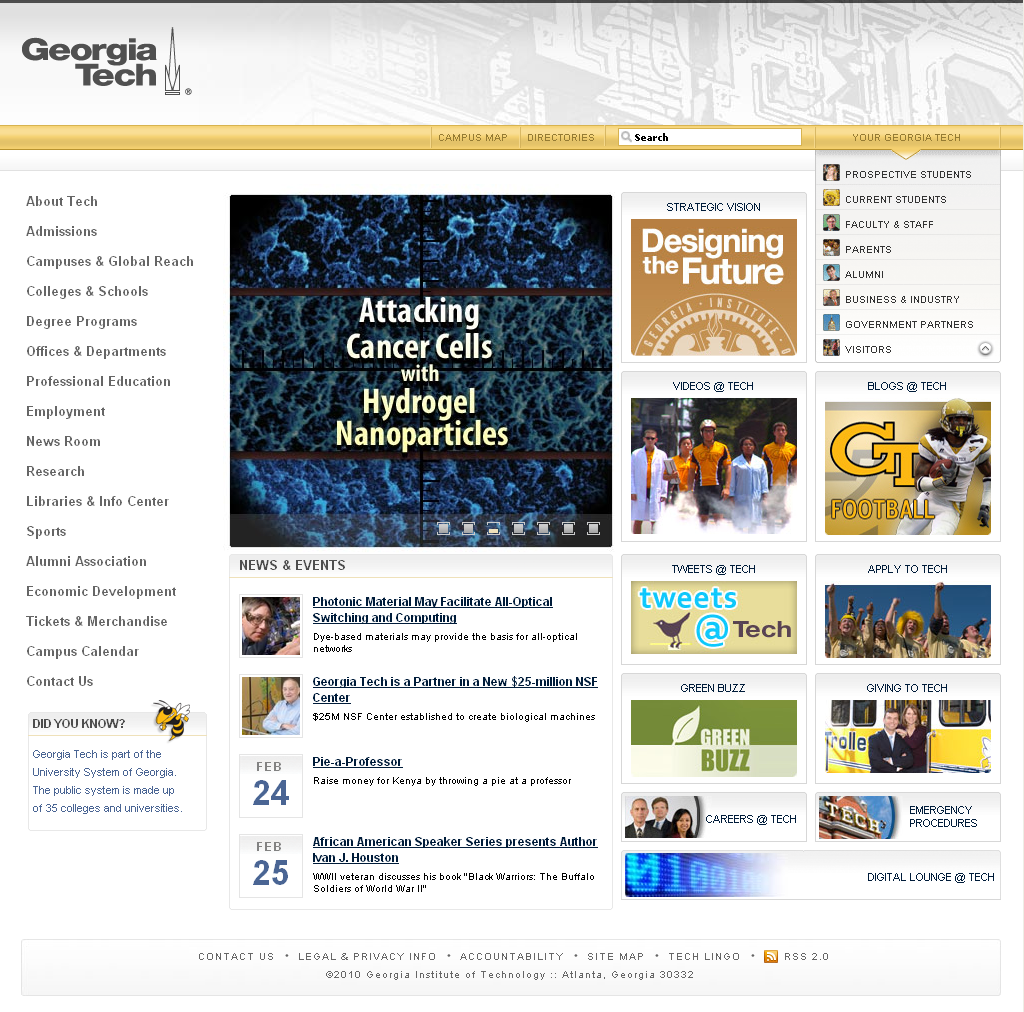 Georgia
Tech ®
CAMPUS MAP
DIRECTORIES
Search
YOUR GEORGIA TECH
PROSPECTIVE STUDENTS
CURRENT STUDENTS
FACULTY & STAFF
PARENTS
ALUMNI
BUSINESS & INDUSTRY
GOVERNMENT PARTNERS
VISITORS
About Tech
Admissions
Campuses & Global Reach
Colleges & Schools
Degree Programs
Offices & Departments
Professional Education
Employment
News Room
Research
Libraries & Info Center
Sports
Alumni Association
Economic Development
Tickets & Merchandise
Campus Calendar
Contact Us
DID YOU KNOW?
Georgia Tech is part of the
University System of Georgia.
The public system is made up
of 35 colleges and universities.
Attacking
Cancer Cells
with
Hydrogel
Nanoparticles
NEWS & EVENTS
Photonic Material May Facilitate All-Optical
Switching and Computing
Dye-based materials may provide the basis for all-optical
networks
Georgia Tech is a Partner in a New $25-million NSF
Center
$25M NSF Center established to create biological machines
FEB
24
Pie-a-Professor
Raise money for Kenya by throwing a pie at a professor
FEB
25
African American Speaker Series presents Author
Ivan J. Houston
WWII veteran discusses his book "Black Warriors: The Buffalo
Soldiers of World War II"
STRATEGIC VISION
Designing
the Future
GEORGIA · INSTITUTE
VIDEOS @ TECH
BLOGS @ TECH
GT
FOOTBALL
TWEETS @ TECH
tweets
@Tech
APPLY TO TECH
GREEN BUZZ
GREEN
BUZZ
GIVING TO TECH
Trolle
CAREERS @ TECH
TECH
EMERGENCY
PROCEDURES
DIGITAL LOUNGE @ TECH
CONTACT US • LEGAL & PRIVACY INFO • ACCOUNTABILITY • SITE MAP • TECH LINGO • RSS 2.0
©2010 Georgia Institute of Technology :: Atlanta, Georgia 30332